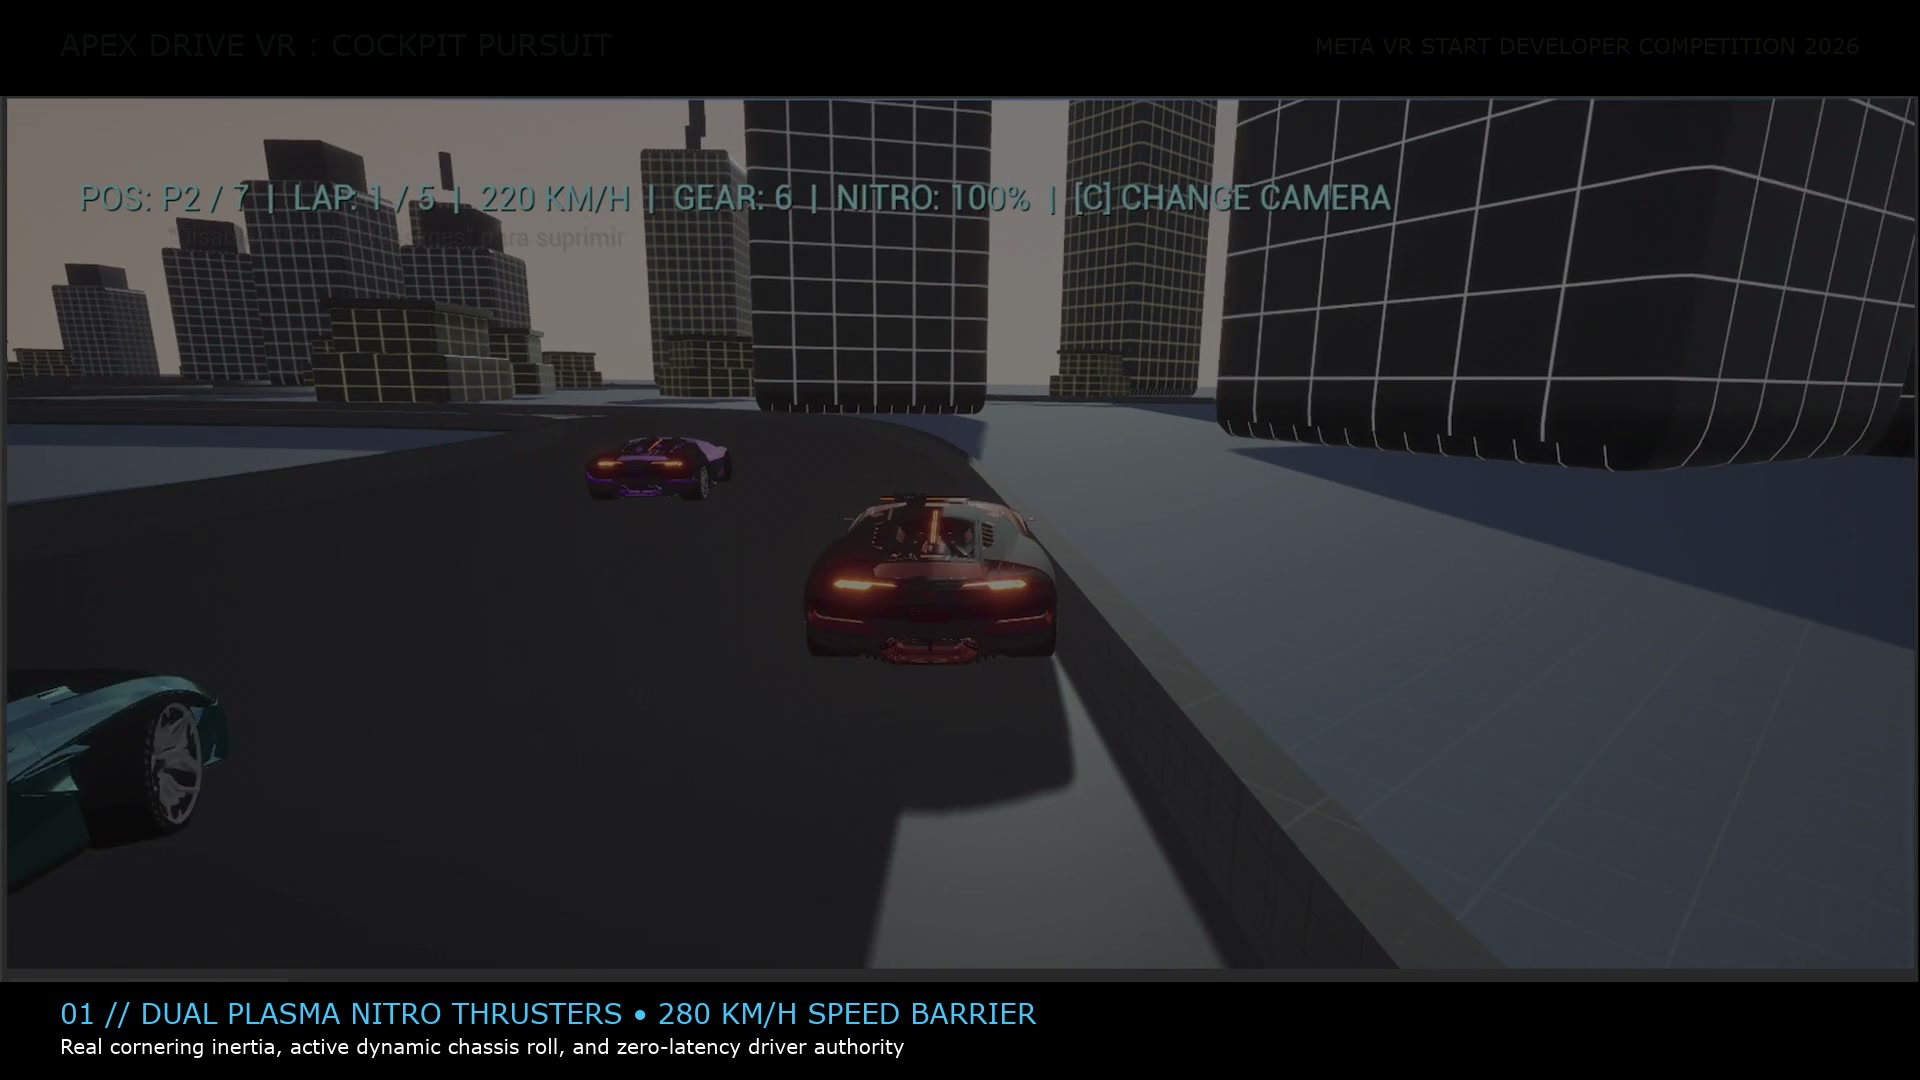 APEX DRIVE VR : COCKPIT PURSUIT
META VR START DEVELOPER COMPETITION 2026
POS: P2 / 7 | LAP: 1 / 5 | 220 KM/H | GEAR: 6 | NITRO: 100% | [C] CHANGE CAMERA
para suprimir
01 // DUAL PLASMA NITRO THRUSTERS • 280 KM/H SPEED BARRIER
Real cornering inertia, active dynamic chassis roll, and zero-latency driver authority